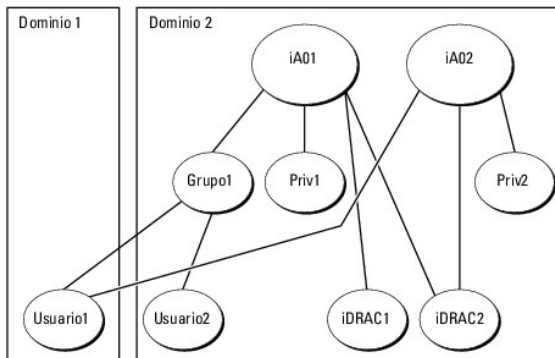 Dominio 1
Dominio 2
iA01
iA02
Grupo1
Priv1
Priv2
Usuario1
Usuario2
iDRAC1
iDRAC2